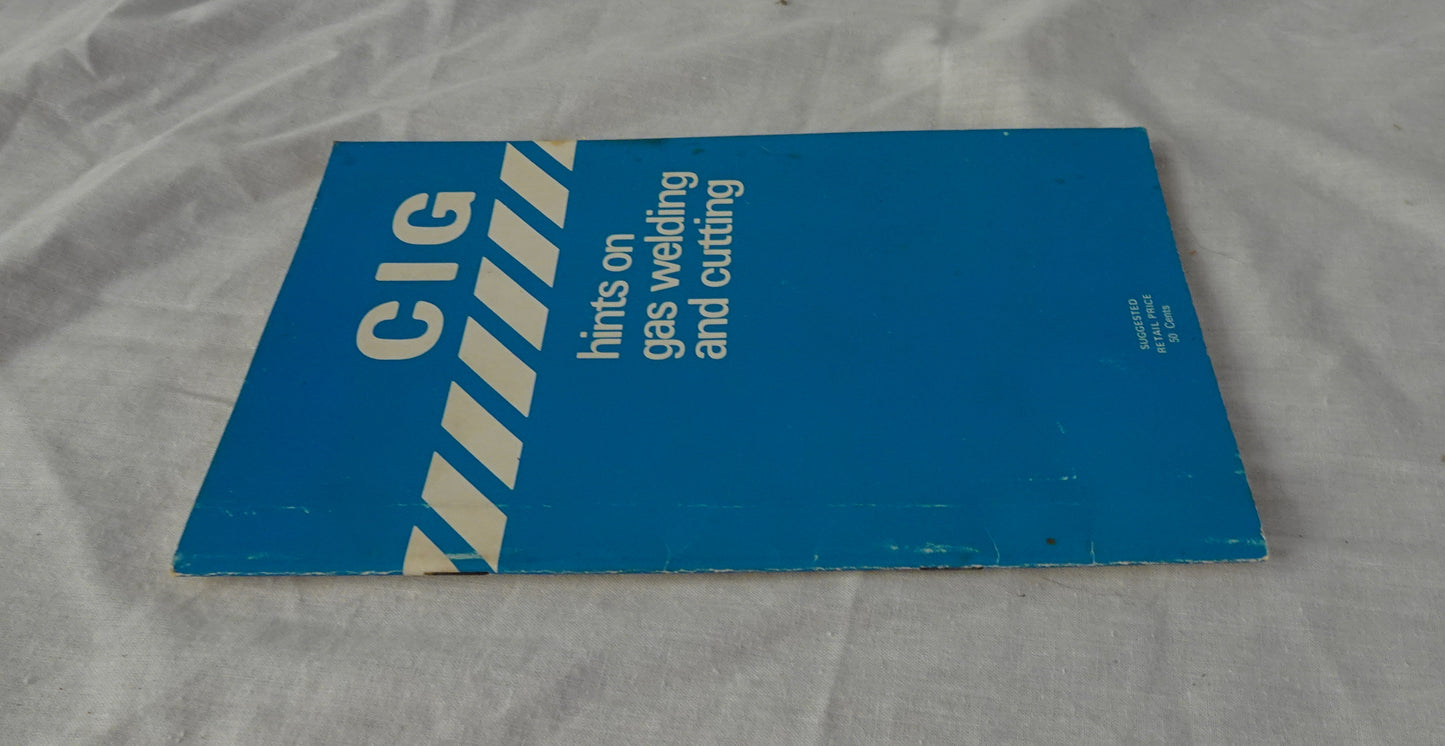 CIG
hints on
gas welding
and cutting
SUGGESTED
RETAIL PRICE
50 Cents